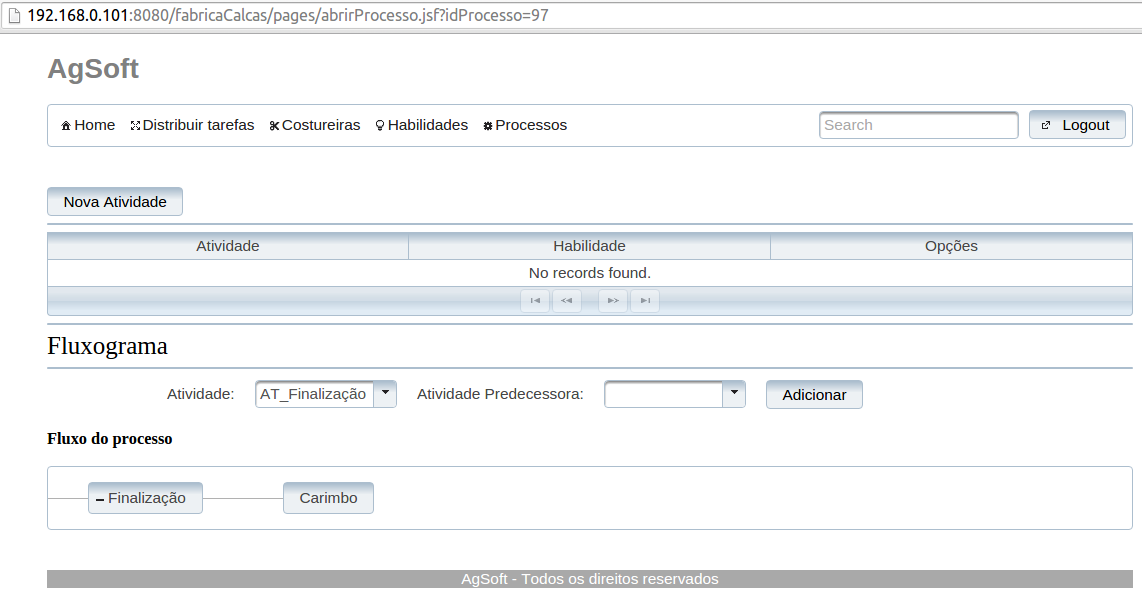 192.168.0.101:8080/fabricaCalcas/pages/abrirProcesso.jsf?idProcesso=97
AgSoft
Home Distribuir tarefas Costureiras Habilidades Processos Search Logout
Nova Atividade
Atividade Habilidade Opções
No records found.
Fluxograma
Atividade: AT_Finalização Atividade Predecessora: Adicionar
Fluxo do processo
Finalização Carimbo
AgSoft - Todos os direitos reservados